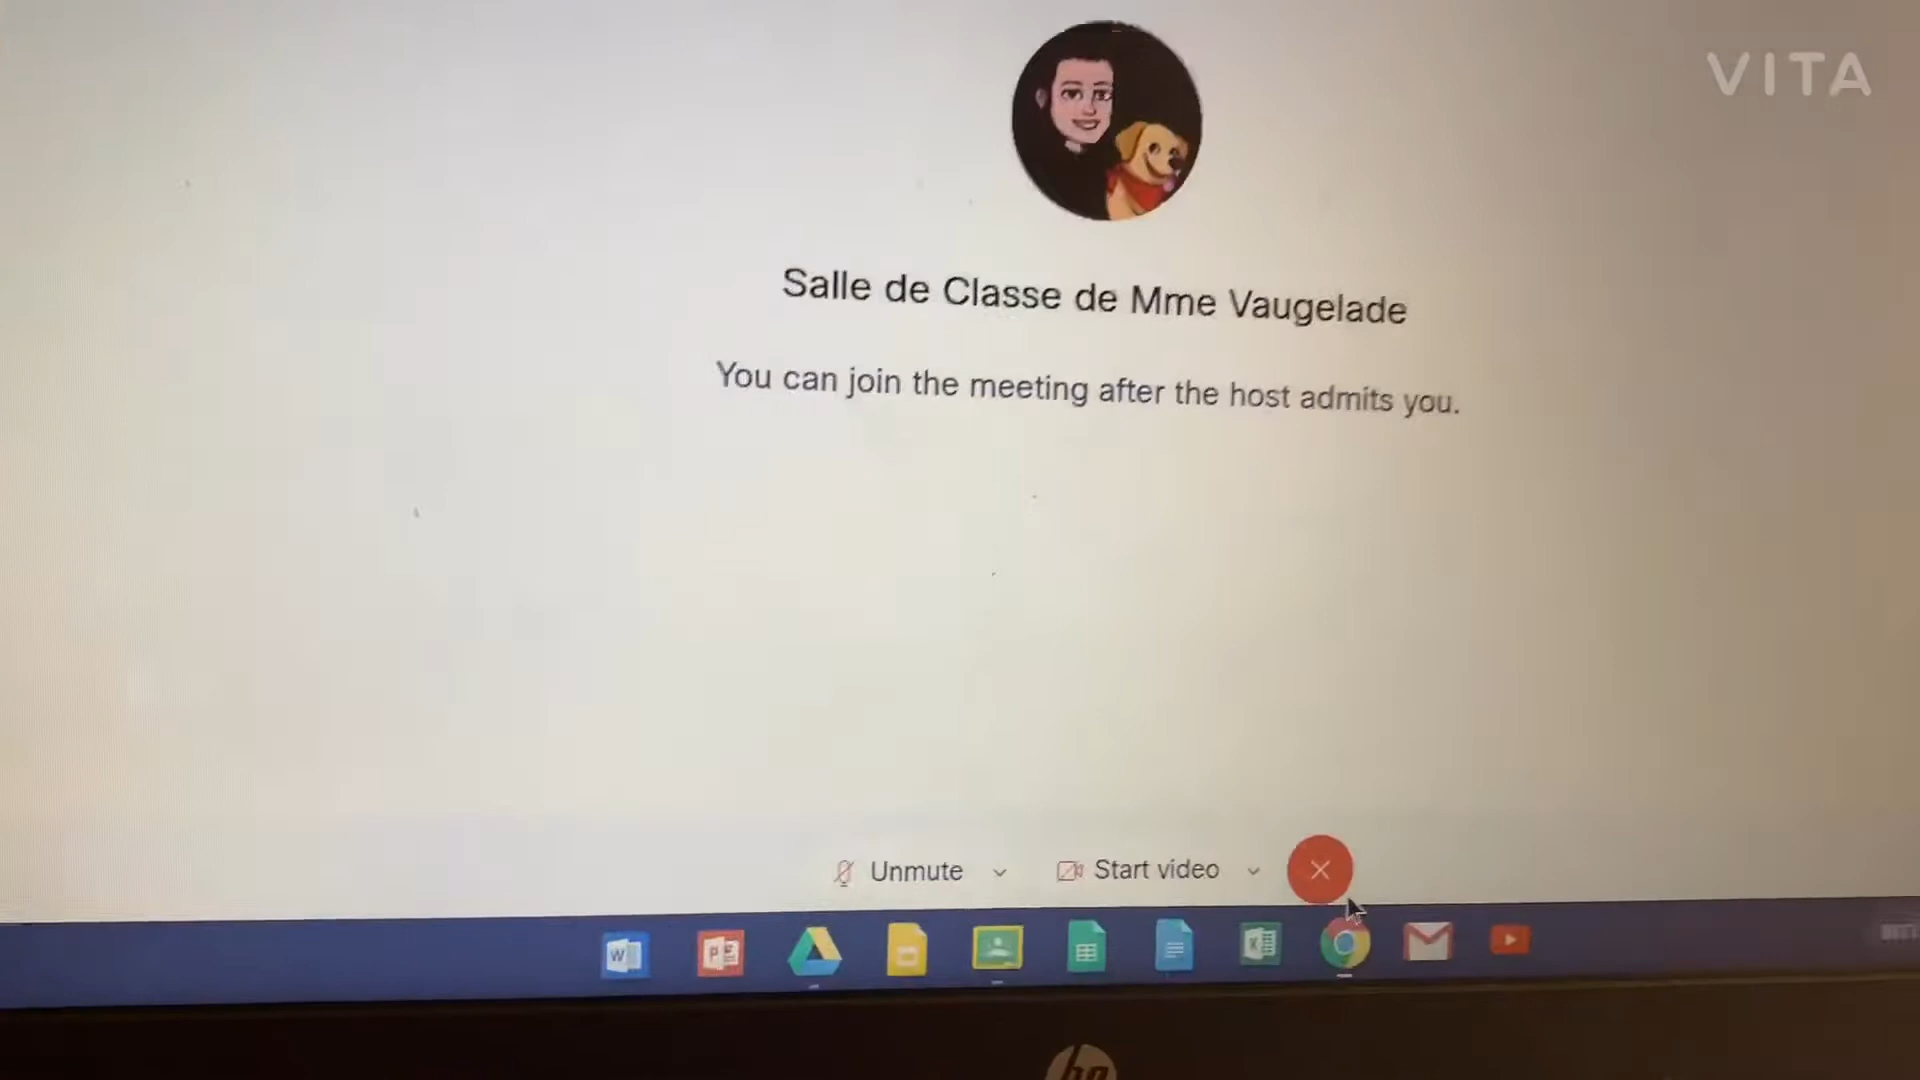 VITA
Salle de Classe de Mme Vaugelade
You can join the meeting after the host admits you.
Unmute
Start video
W
P
X
hp